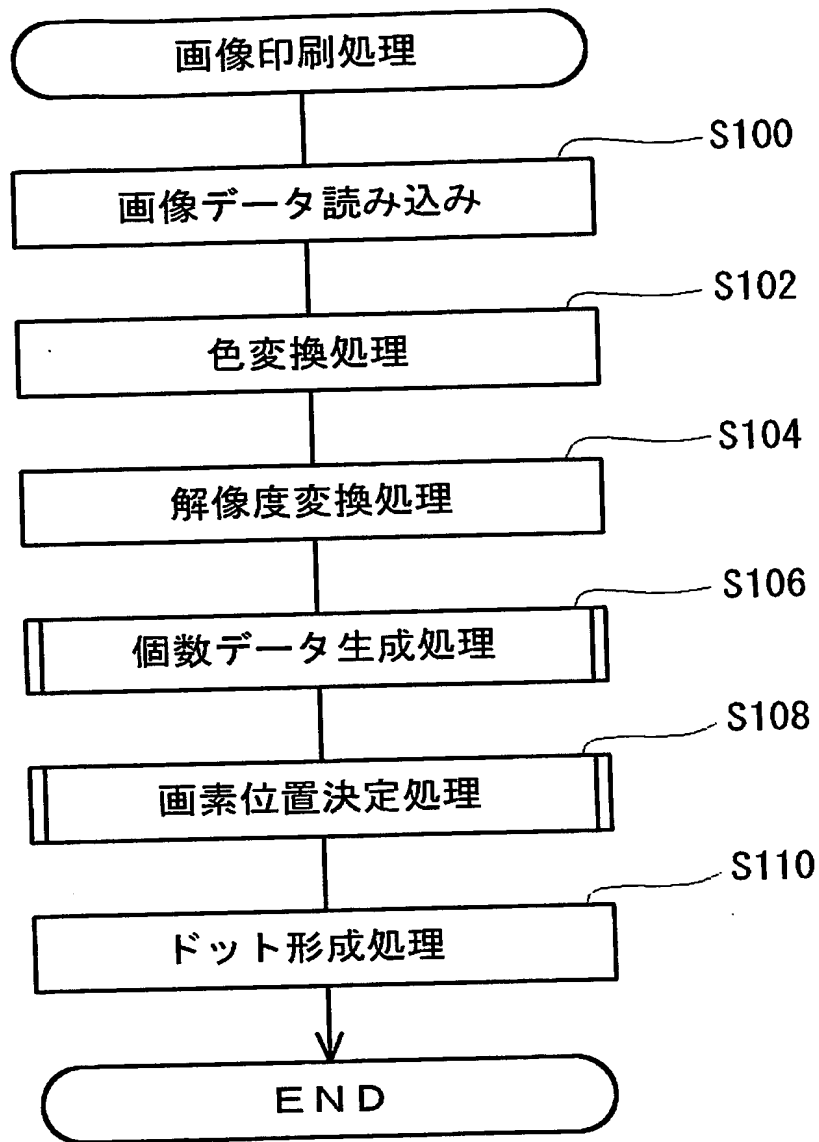 画像印刷処理
S100
画像データ読み込み
S102
色変換処理
S104
解像度変換処理
S106
個数データ生成処理
S108
画素位置決定処理
S110
ドット形成処理
END